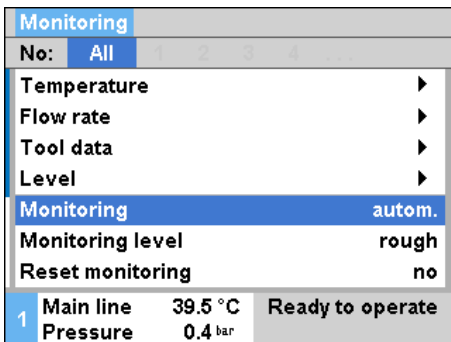 Monitoring
No: All 1 2 3 4 ...
Temperature
Flow rate
Tool data
Level
Monitoring autom.
Monitoring level rough
Reset monitoring no
1 Main line 39.5 °C Ready to operate
Pressure 0.4 bar